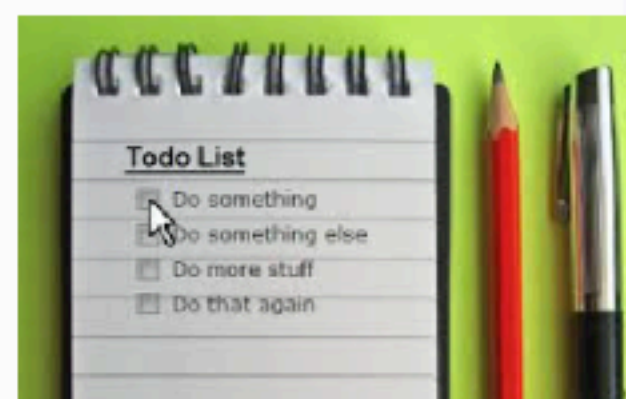 Todo List
Do something
Do something else
Do more stuff
Do that again